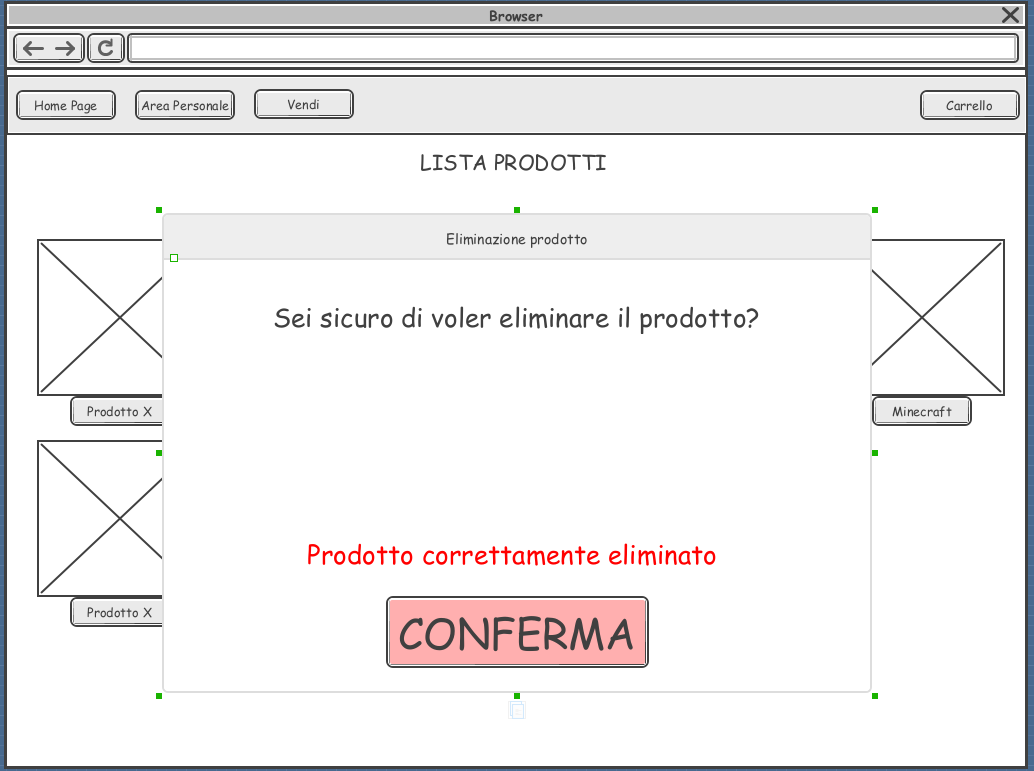 Browser
Home Page
Area Personale
Vendi
Carrello
LISTA PRODOTTI
Eliminazione prodotto
Sei sicuro di voler eliminare il prodotto?
Prodotto X
Minecraft
Prodotto correttamente eliminato
Prodotto X
CONFERMA